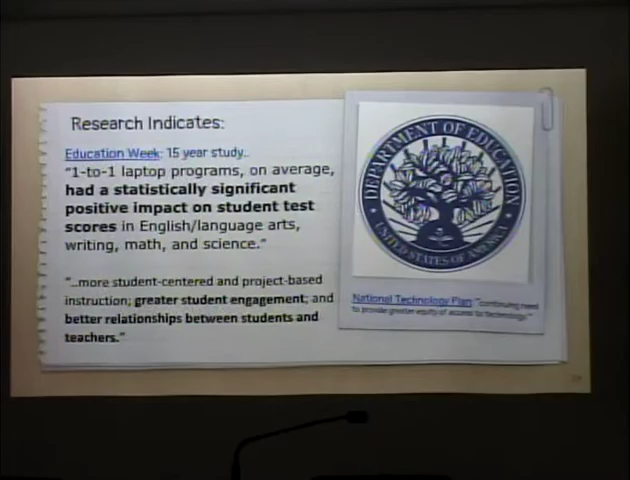 Research Indicates:
Education Week: 15 year study..
"1-to-1 laptop programs, on average,
had a statistically significant
positive impact on student test
scores in English/language arts,
writing, math, and science."
"..more student-centered and project-based
instruction; greater student engagement; and
better relationships between students and
teachers."
DEPARTMENT OF EDUCATION
UNITED STATES OF AMERICA
National Technology Plan "continuing need
to provide greater equity of access to technology."